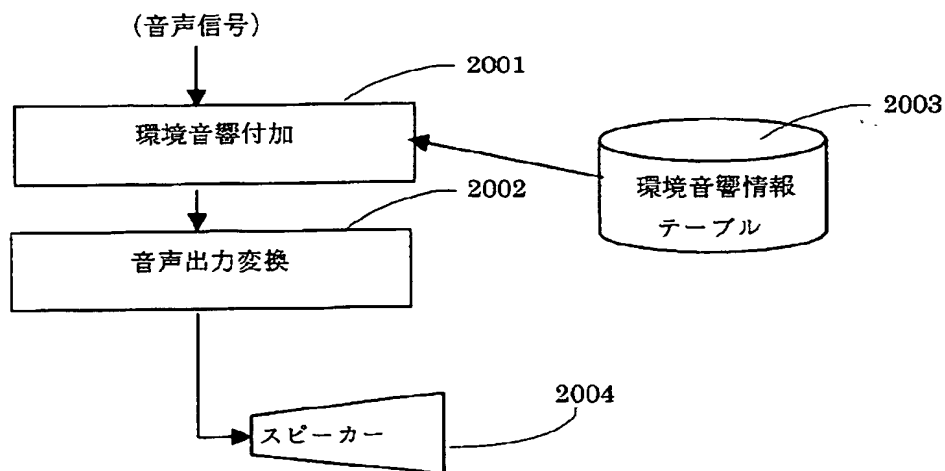 (音声信号)
2001
環境音響付加
2003
環境音響情報
テーブル
2002
音声出力変換
2004
スピーカー